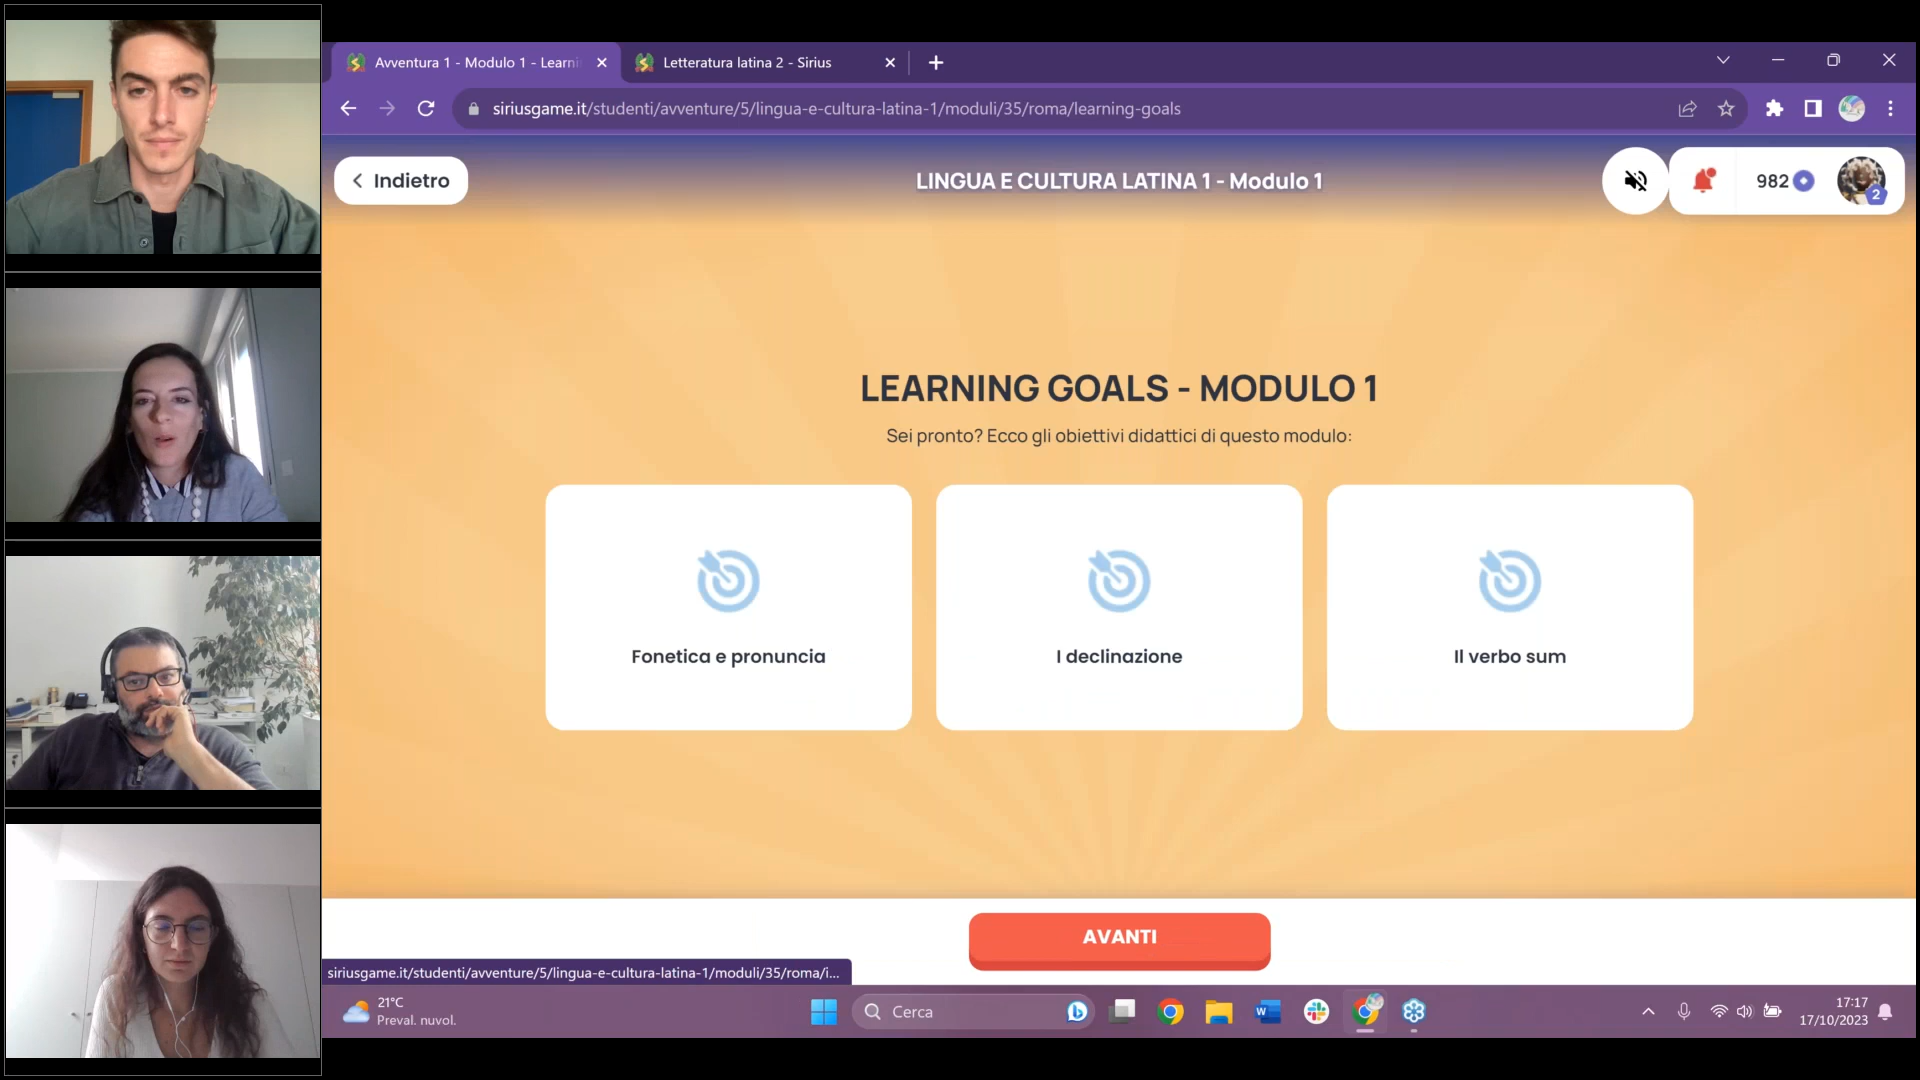 Avventura 1 - Modulo 1 - Learni
Letteratura latina 2 - Sirius
siriusgame.it/studenti/avventure/5/lingua-e-cultura-latina-1/moduli/35/roma/learning-goals
Indietro
LINGUA E CULTURA LATINA 1 - Modulo 1
982
2
LEARNING GOALS - MODULO 1
Sei pronto? Ecco gli obiettivi didattici di questo modulo:
Fonetica e pronuncia
I declinazione
Il verbo sum
AVANTI
siriusgame.it/studenti/avventure/5/lingua-e-cultura-latina-1/moduli/35/roma/i...
21°C
Preval. nuvol.
Cerca
17:17
17/10/2023